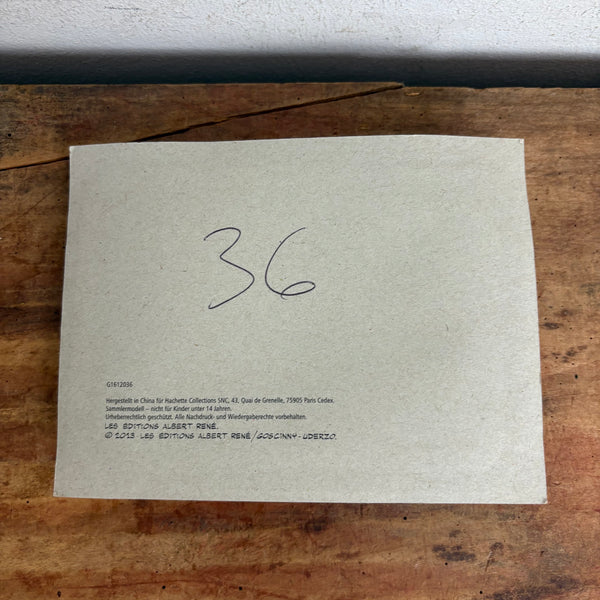 36
G1612036
Hergestellt in China für Hachette Collections SNC, 43, Quai de Grenelle, 75905 Paris Cedex.
Sammlermodell – nicht für Kinder unter 14 Jahren.
Urheberrechtlich geschützt. Alle Nachdruck- und Wiedergaberechte vorbehalten.
LES EDITIONS ALBERT RENÉ.
© 2013 LES EDITIONS ALBERT RENÉ/GOSCINNY-UDERZO.